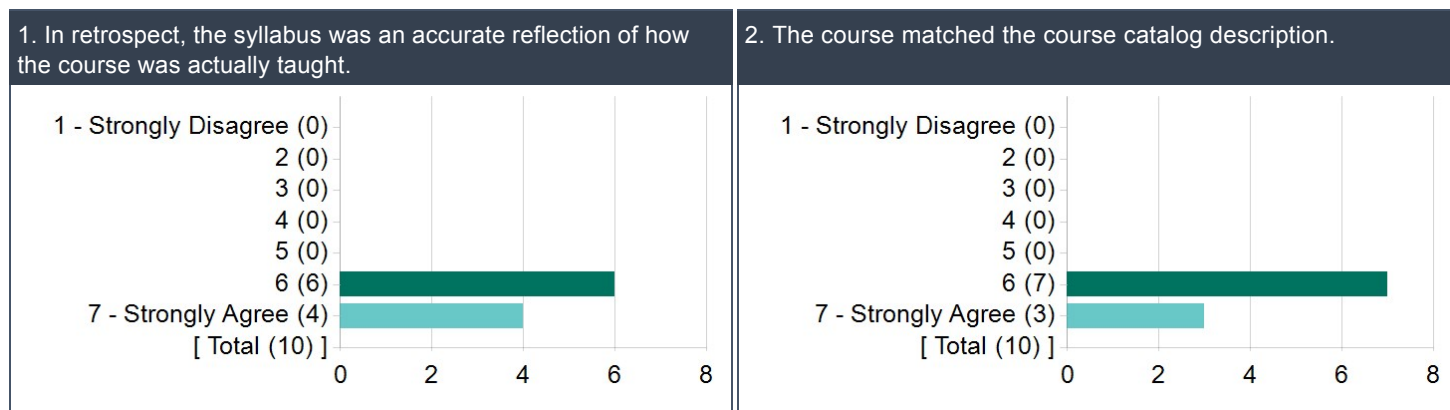 1. In retrospect, the syllabus was an accurate reflection of how
the course was actually taught.
1 - Strongly Disagree (0)
2 (0)
3 (0)
4 (0)
5 (0)
6 (6)
7 - Strongly Agree (4)
[ Total (10) ]
0 2 4 6 8
2. The course matched the course catalog description.
1 - Strongly Disagree (0)
2 (0)
3 (0)
4 (0)
5 (0)
6 (7)
7 - Strongly Agree (3)
[ Total (10) ]
0 2 4 6 8